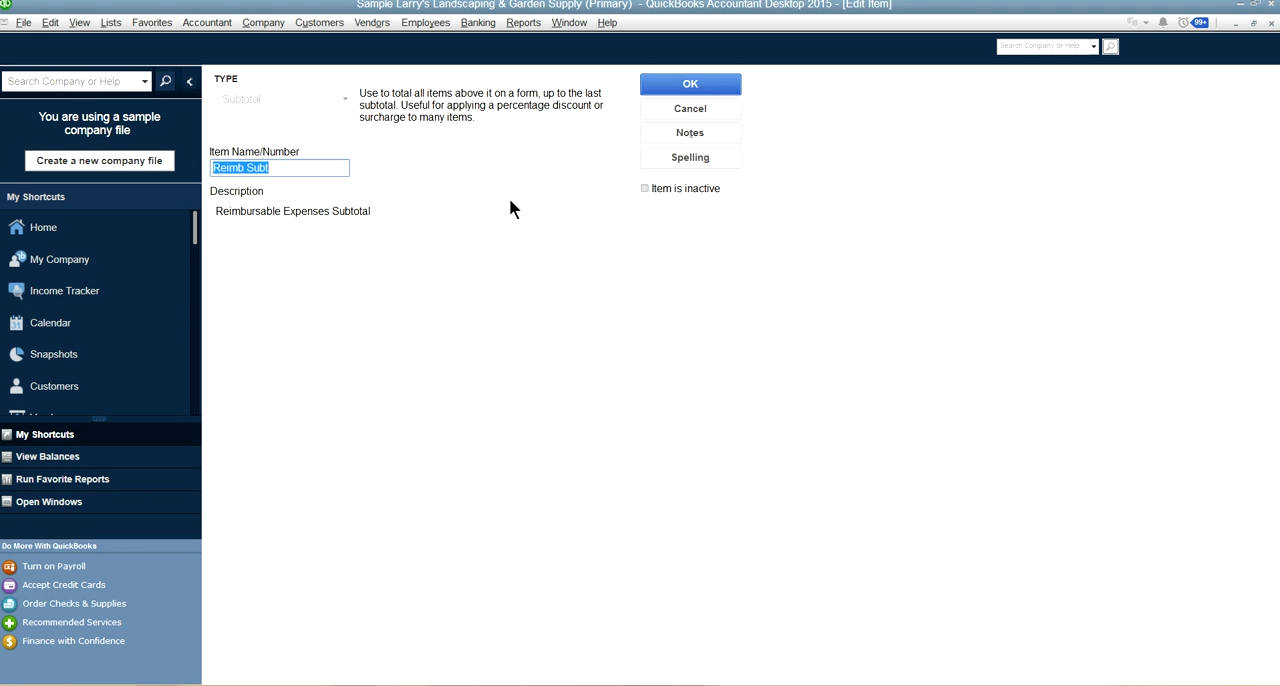 Sample Larry's Landscaping & Garden Supply (Primary) - QuickBooks Accountant Desktop 2015 - [Edit Item]
File Edit View Lists Favorites Accountant Company Customers Vendors Employees Banking Reports Window Help
99+
Search Company or Help
Search Company or Help
You are using a sample
company file
Create a new company file
My Shortcuts
Home
My Company
Income Tracker
Calendar
Snapshots
Customers
My Shortcuts
View Balances
Run Favorite Reports
Open Windows
Do More With QuickBooks
Turn on Payroll
Accept Credit Cards
Order Checks & Supplies
Recommended Services
Finance with Confidence
TYPE
Subtotal
Use to total all items above it on a form, up to the last
subtotal. Useful for applying a percentage discount or
surcharge to many items.
Item Name/Number
Reimb Subt
Description
Reimbursable Expenses Subtotal
OK
Cancel
Notes
Spelling
Item is inactive